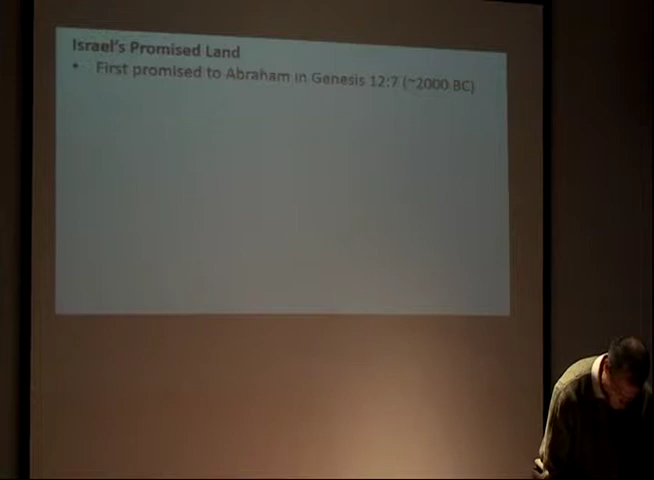 Israel's Promised Land
• First promised to Abraham in Genesis 12:7 (~2000 BC)